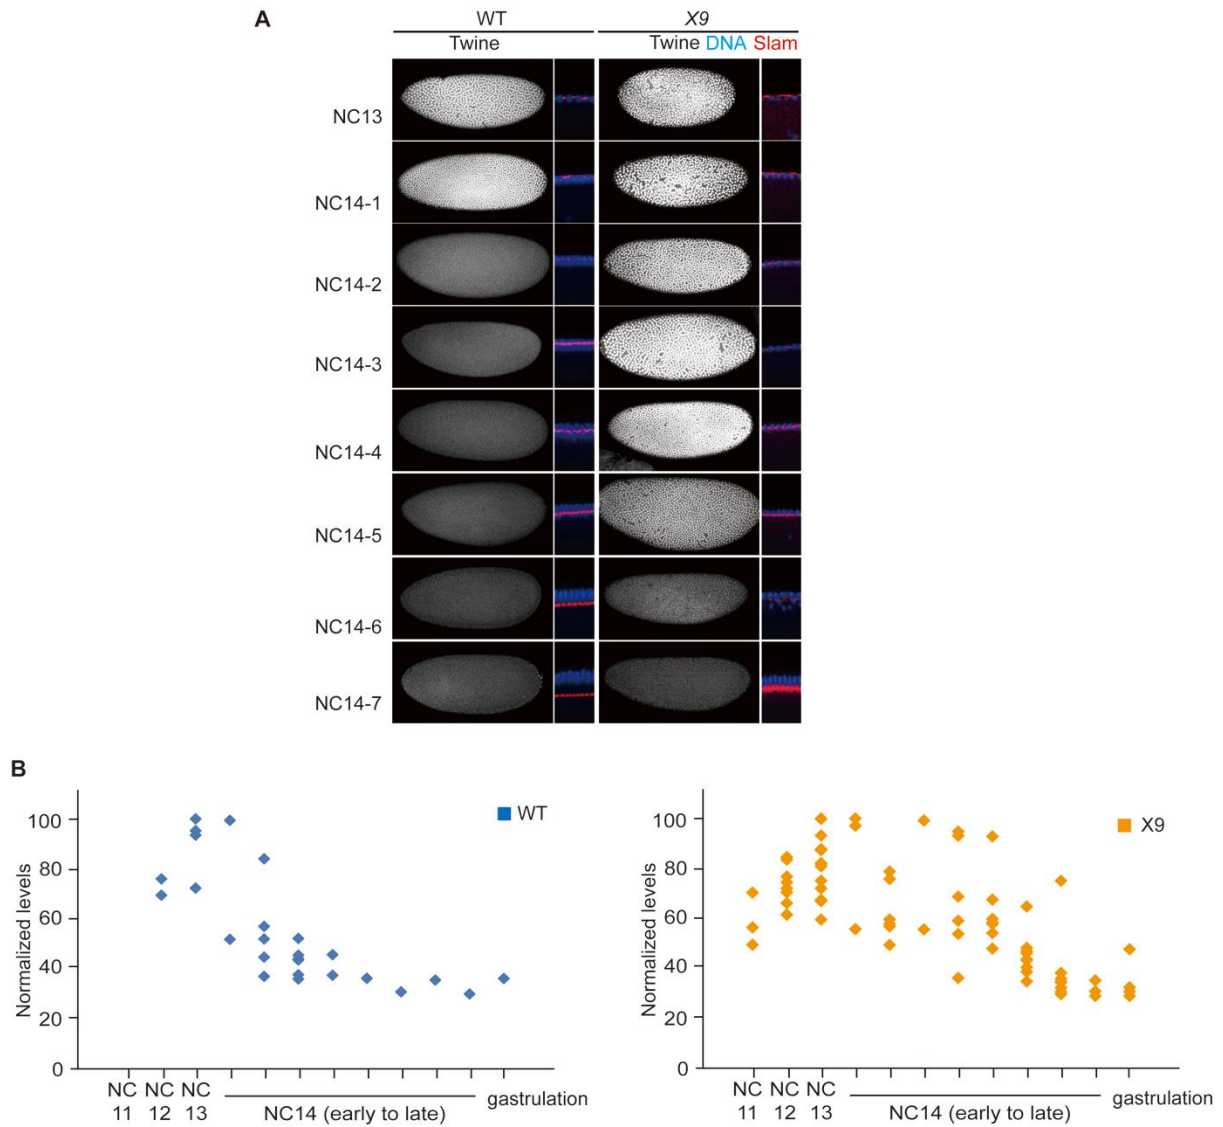 A
WT
X9
Twine
Twine DNA Slam
NC13
NC14-1
NC14-2
NC14-3
NC14-4
NC14-5
NC14-6
NC14-7
B
Normalized levels
100
80
60
40
20
0
WT
NC 11
NC 12
NC 13
NC14 (early to late)
gastrulation
Normalized levels
100
80
60
40
20
0
X9
NC 11
NC 12
NC 13
NC14 (early to late)
gastrulation